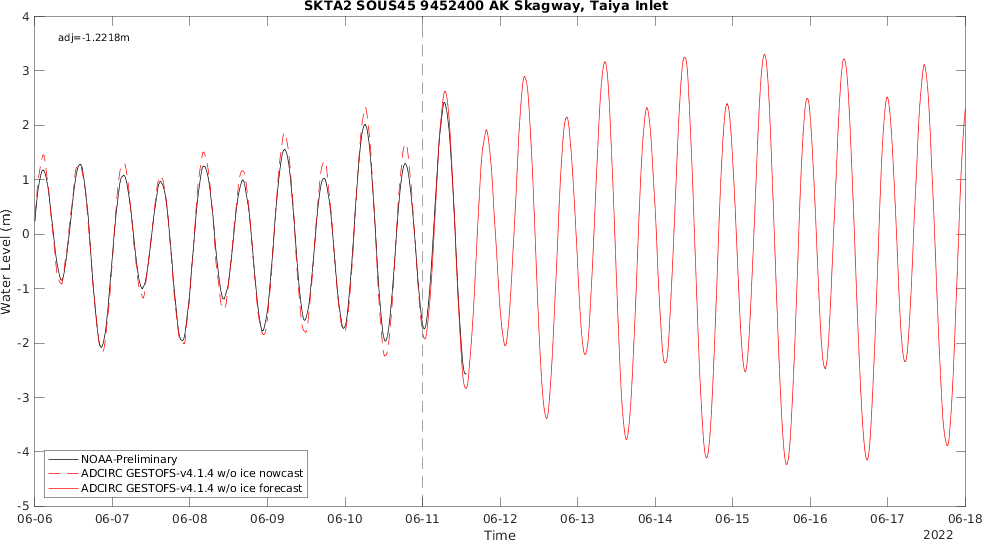 SKTA2 SOUS45 9452400 AK Skagway, Taiya Inlet
adj=-1.2218m
4
3
2
1
0
-1
-2
-3
-4
-5
Water Level (m)
NOAA-Preliminary
ADCIRC GESTOFS-v4.1.4 w/o ice nowcast
ADCIRC GESTOFS-v4.1.4 w/o ice forecast
06-06 06-07 06-08 06-09 06-10 06-11 06-12 06-13 06-14 06-15 06-16 06-17 06-18
Time
2022